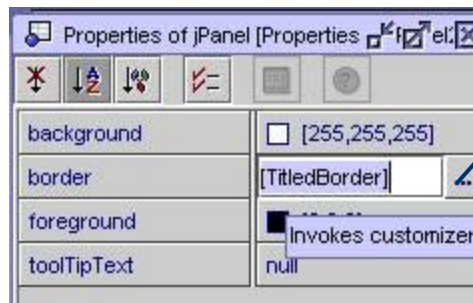 Properties of jPanel [Properties
background [255,255,255]
border [TitledBorder] ...
foreground
Invokes customizer
toolTipText null